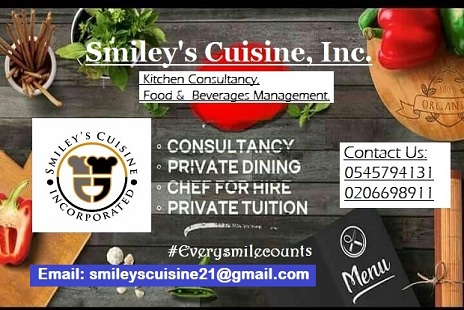 Smiley's Cuisine, Inc.
Kitchen Consultancy,
Food & Beverages Management
SMILEY'S CUISINE
INCORPORATED
CONSULTANCY
PRIVATE DINING
CHEF FOR HIRE
PRIVATE TUITION
#Everysmilecounts
Contact Us:
0545794131
0206698911
ORGANIC
Menu
Email: smileyscuisine21@gmail.com